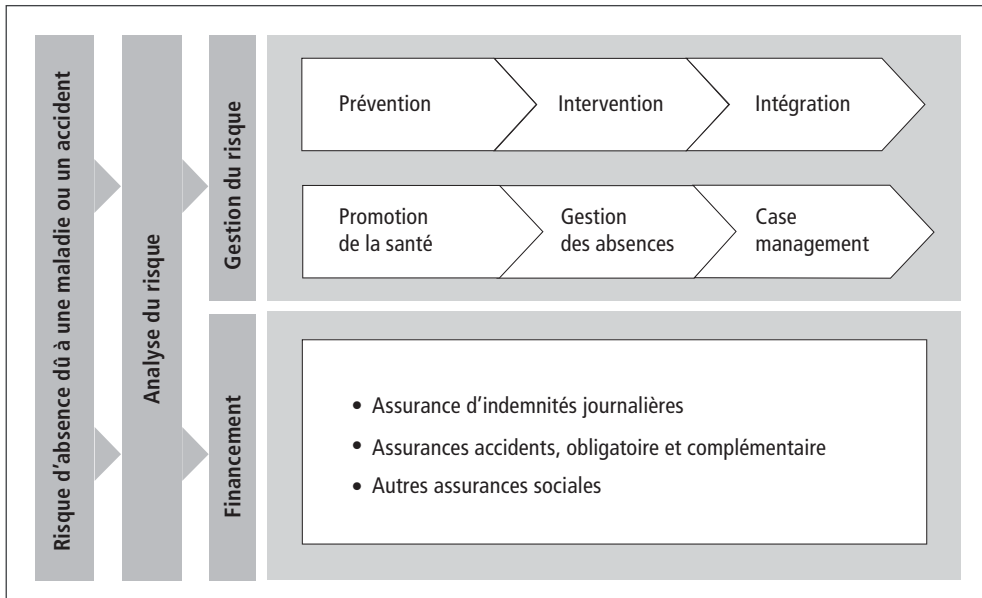 Risque d’absence dû à une maladie ou un accident
Analyse du risque
Gestion du risque
Prévention
Intervention
Intégration
Promotion
de la santé
Gestion
des absences
Case
management
Financement
• Assurance d’indemnités journalières
• Assurances accidents, obligatoire et complémentaire
• Autres assurances sociales